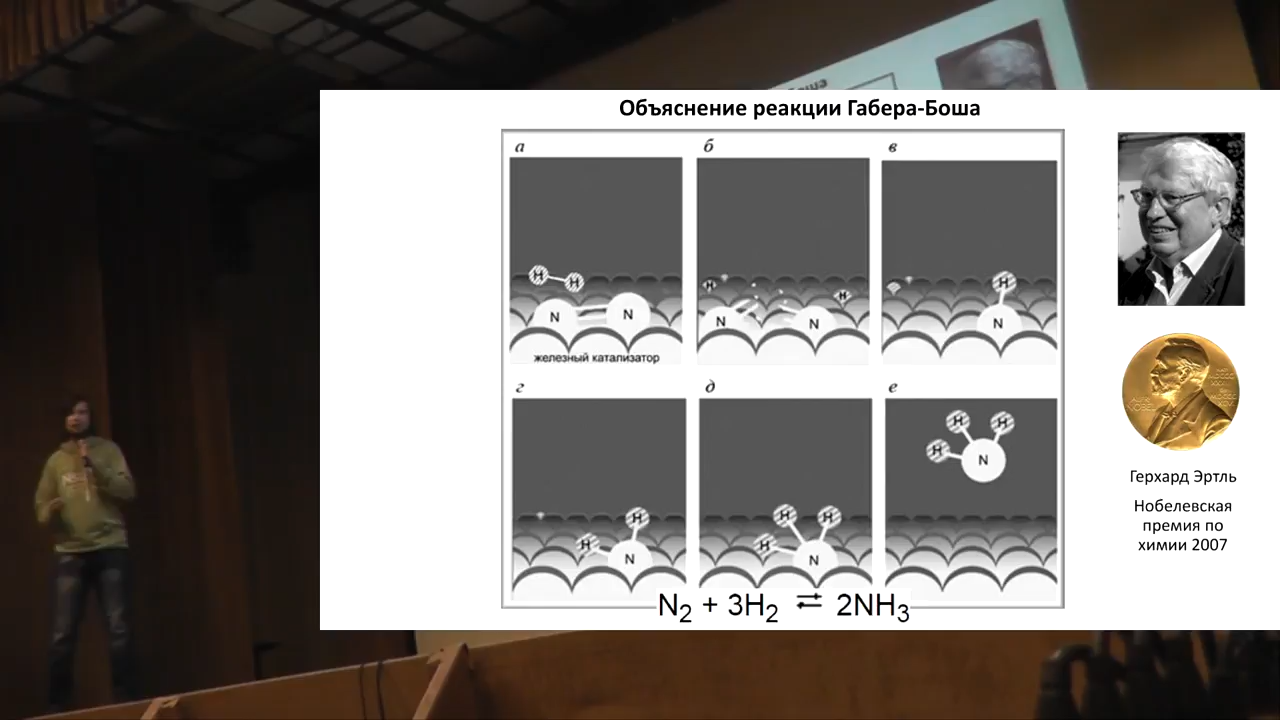 Объяснение реакции Габера-Боша
а
б
в
H H
N N
железный катализатор
H H
N N
H
N
г
д
е
H H
N
H H H
N
H H H
N
N₂ + 3H₂ ⇄ 2NH₃
Герхард Эртль
Нобелевская
премия по
химии 2007